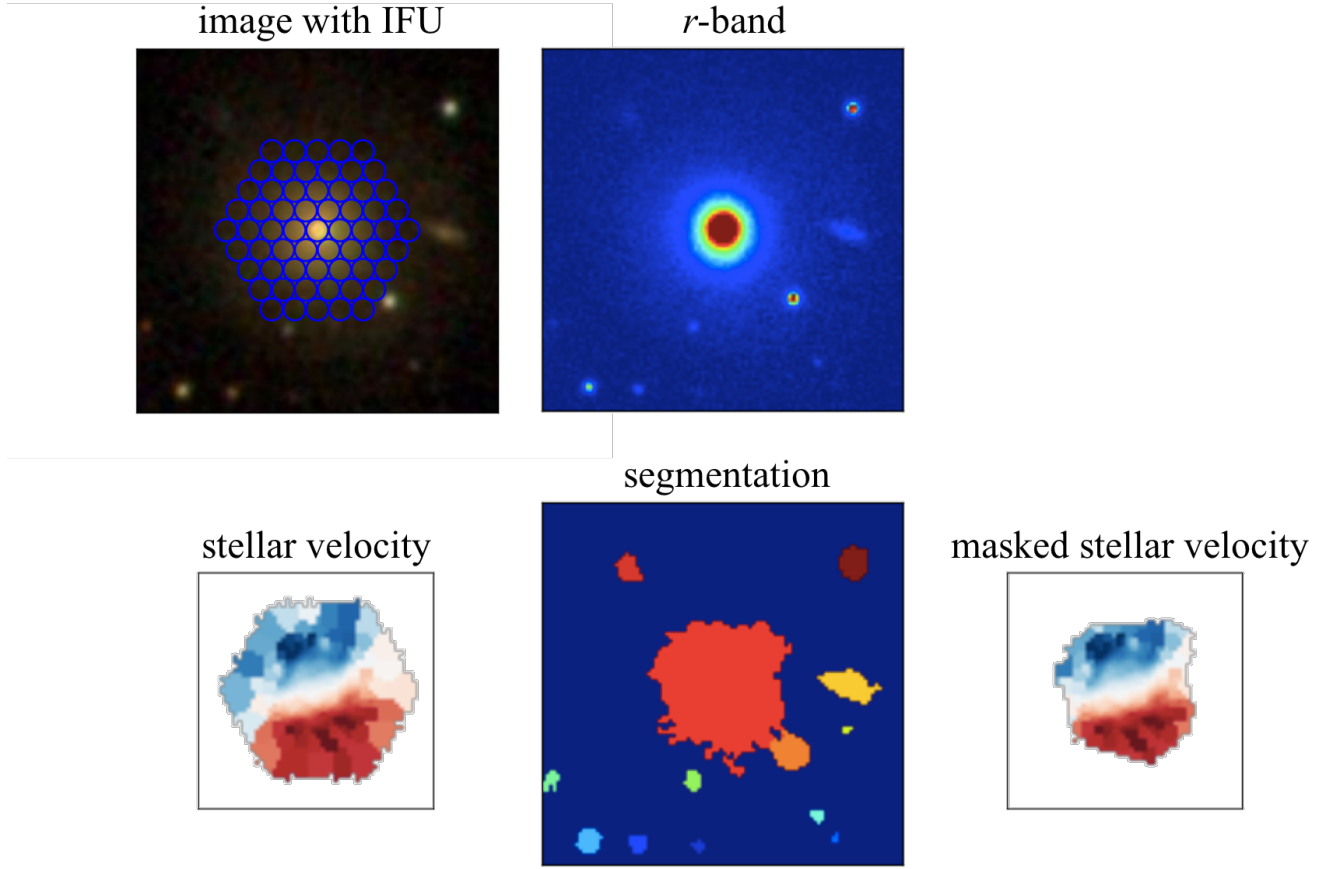 image with IFU
r-band
segmentation
stellar velocity
masked stellar velocity